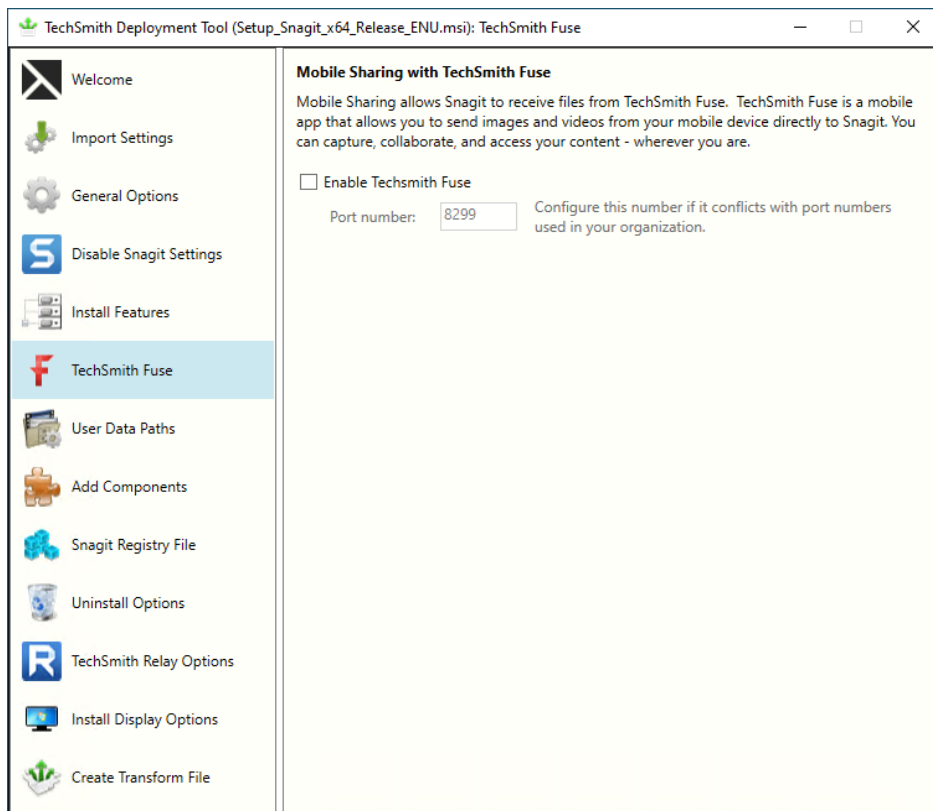 TechSmith Deployment Tool (Setup_Snagit_x64_Release_ENU.msi): TechSmith Fuse
Welcome
Import Settings
General Options
Disable Snagit Settings
Install Features
TechSmith Fuse
User Data Paths
Add Components
Snagit Registry File
Uninstall Options
TechSmith Relay Options
Install Display Options
Create Transform File
Mobile Sharing with TechSmith Fuse
Mobile Sharing allows Snagit to receive files from TechSmith Fuse.  TechSmith Fuse is a mobile
app that allows you to send images and videos from your mobile device directly to Snagit. You
can capture, collaborate, and access your content - wherever you are.
Enable Techsmith Fuse
Port number: 8299
Configure this number if it conflicts with port numbers
used in your organization.